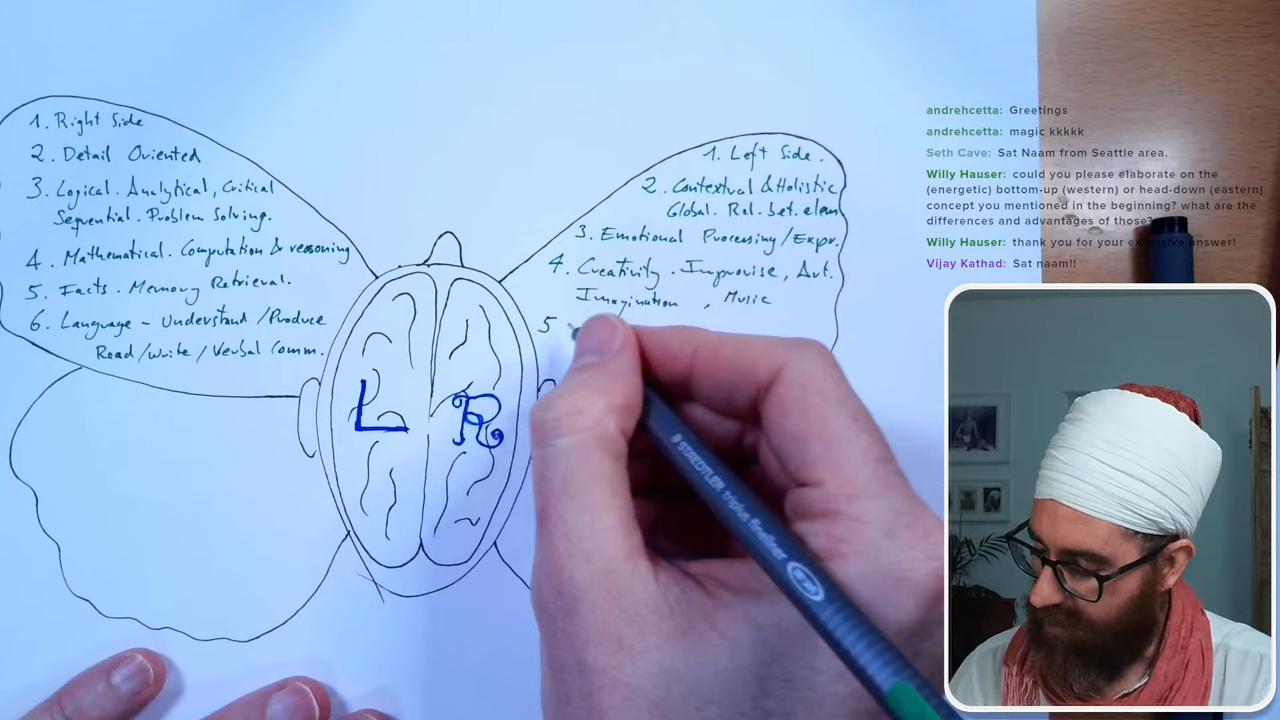 1. Right Side
2. Detail Oriented
3. Logical. Analytical, Critical
Sequential. Problem Solving.
4. Mathematical. Computation & reasoning
5. Facts. Memory Retrieval.
6. Language - Understand / Produce
Read / Write / Verbal Comm.
L
R
1. Left Side.
2. Contextual & Holistic
Global. Rel. bet. elem
3. Emotional Processing / Expr.
4. Creativity. Improvise, Art.
Imagination, Music
5
STAEDTLER triplus fineliner
andrehcetta: Greetings
andrehcetta: magic kkkkk
Seth Cave: Sat Naam from Seattle area.
Willy Hauser: could you please elaborate on the
(energetic) bottom-up (western) or head-down (eastern)
concept you mentioned in the beginning? what are the
differences and advantages of those?
Willy Hauser: thank you for your extensive answer!
Vijay Kathad: Sat naam!!